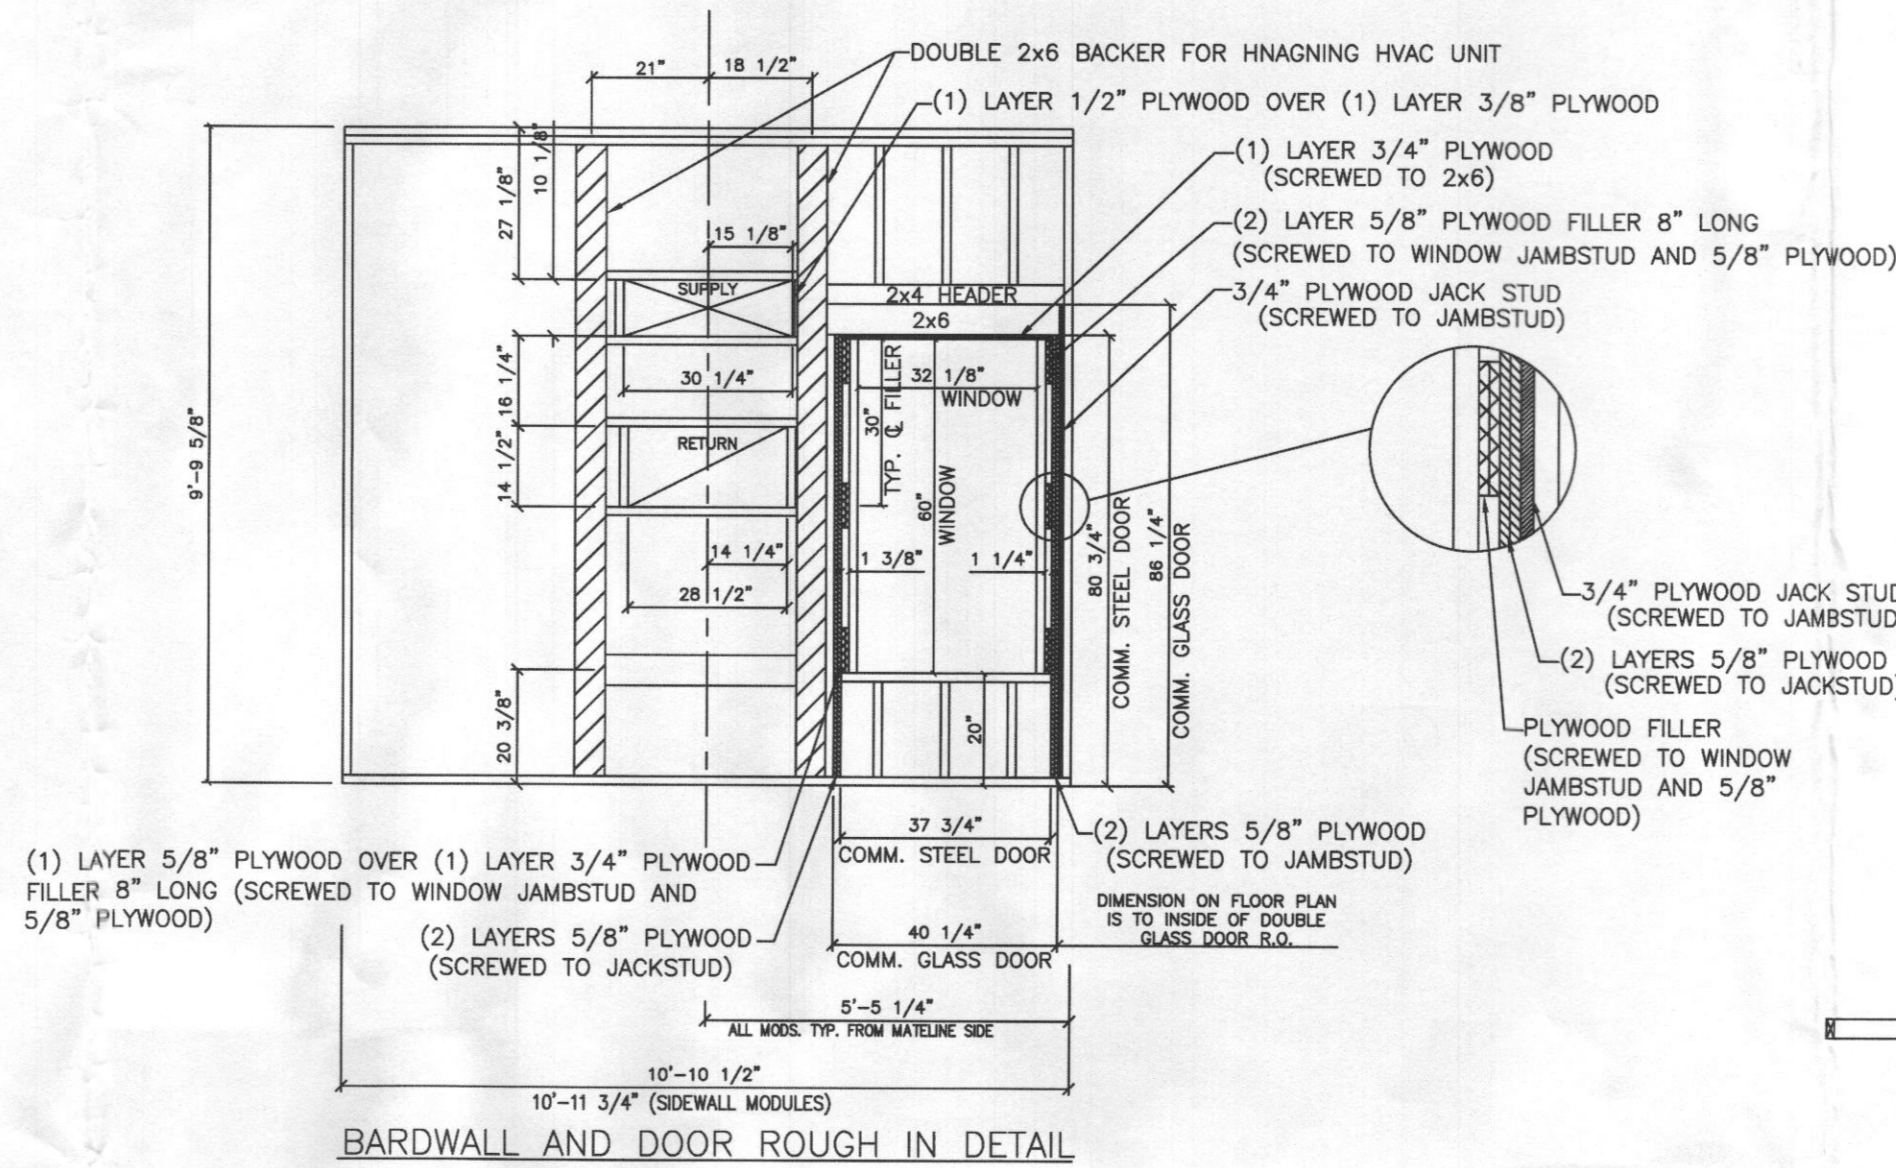 DOUBLE 2x6 BACKER FOR HNAGNING HVAC UNIT
21"
18 1/2"
(1) LAYER 1/2" PLYWOOD OVER (1) LAYER 3/8" PLYWOOD
(1) LAYER 3/4" PLYWOOD
(SCREWED TO 2x6)
(2) LAYER 5/8" PLYWOOD FILLER 8" LONG
(SCREWED TO WINDOW JAMBSTUD AND 5/8" PLYWOOD)
3/4" PLYWOOD JACK STUD
(SCREWED TO JAMBSTUD)
27 1/8"
10 1/8"
15 1/8"
SUPPLY
2x4 HEADER
2x6
16 1/4"
30 1/4"
30"
TYP. ℄ FILLER
32 1/8"
WINDOW
9'-9 5/8"
14 1/2"
RETURN
60"
WINDOW
14 1/4"
28 1/2"
1 3/8"
1 1/4"
80 3/4"
COMM. STEEL DOOR
86 1/4"
COMM. GLASS DOOR
20 3/8"
20"
3/4" PLYWOOD JACK STUD
(SCREWED TO JAMBSTUD
(2) LAYERS 5/8" PLYWOOD
(SCREWED TO JACKSTUD)
PLYWOOD FILLER
(SCREWED TO WINDOW
JAMBSTUD AND 5/8"
PLYWOOD)
37 3/4"
COMM. STEEL DOOR
(2) LAYERS 5/8" PLYWOOD
(SCREWED TO JAMBSTUD)
(1) LAYER 5/8" PLYWOOD OVER (1) LAYER 3/4" PLYWOOD
FILLER 8" LONG (SCREWED TO WINDOW JAMBSTUD AND
5/8" PLYWOOD)
(2) LAYERS 5/8" PLYWOOD
(SCREWED TO JACKSTUD)
DIMENSION ON FLOOR PLAN
IS TO INSIDE OF DOUBLE
GLASS DOOR R.O.
40 1/4"
COMM. GLASS DOOR
5'-5 1/4"
ALL MODS. TYP. FROM MATELINE SIDE
10'-10 1/2"
10'-11 3/4" (SIDEWALL MODULES)
BARDWALL AND DOOR ROUGH IN DETAIL